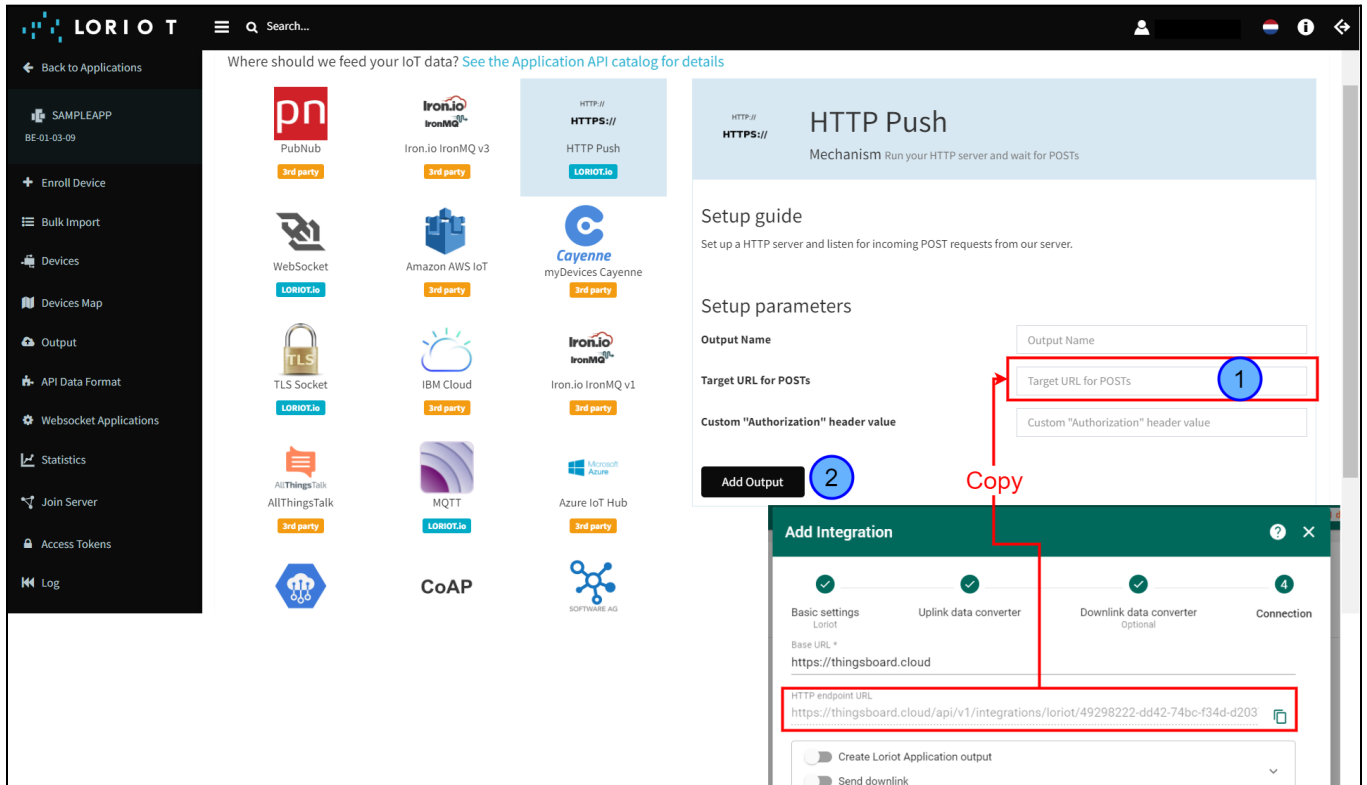 LORIOT
Search...
Back to Applications
SAMPLEAPP
BE-01-03-09
Enroll Device
Bulk Import
Devices
Devices Map
Output
API Data Format
Websocket Applications
Statistics
Join Server
Access Tokens
Log
Where should we feed your IoT data? See the Application API catalog for details
pn
PubNub
3rd party
Iron.io
IronMQ
Iron.io IronMQ v3
3rd party
HTTP://
HTTPS://
HTTP Push
LORIOT.io
WebSocket
LORIOT.io
Amazon AWS IoT
3rd party
Cayenne
myDevices Cayenne
3rd party
TLS
TLS Socket
LORIOT.io
IBM Cloud
3rd party
Iron.io
IronMQ
Iron.io IronMQ v1
3rd party
AllThingsTalk
AllThingsTalk
3rd party
MQTT
LORIOT.io
Microsoft
Azure
Azure IoT Hub
3rd party
CoAP
SOFTWARE AG
HTTP://
HTTPS://
HTTP Push
Mechanism Run your HTTP server and wait for POSTs
Setup guide
Set up a HTTP server and listen for incoming POST requests from our server.
Setup parameters
Output Name
Output Name
Target URL for POSTs
Target URL for POSTs
1
Custom "Authorization" header value
Custom "Authorization" header value
Add Output
2
Copy
Add Integration
?
4
Basic settings
Loriot
Uplink data converter
Downlink data converter
Optional
Connection
Base URL *
https://thingsboard.cloud
HTTP endpoint URL
https://thingsboard.cloud/api/v1/integrations/loriot/49298222-dd42-74bc-f34d-d203
Create Loriot Application output
Send downlink